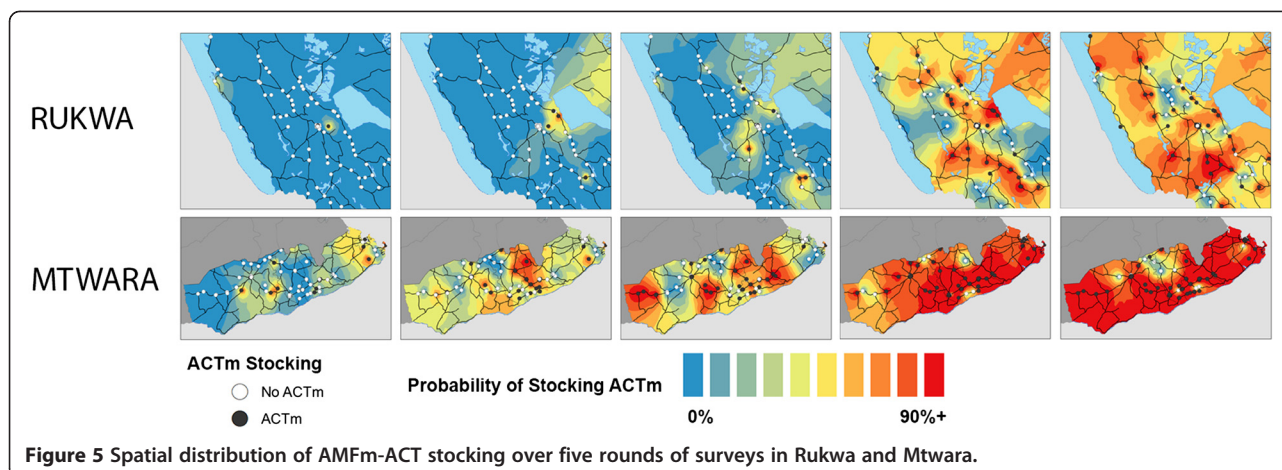 RUKWA
MTWARA
ACTm Stocking
No ACTm
ACTm
Probability of Stocking ACTm
0%
90%+
Figure 5 Spatial distribution of AMFm-ACT stocking over five rounds of surveys in Rukwa and Mtwara.